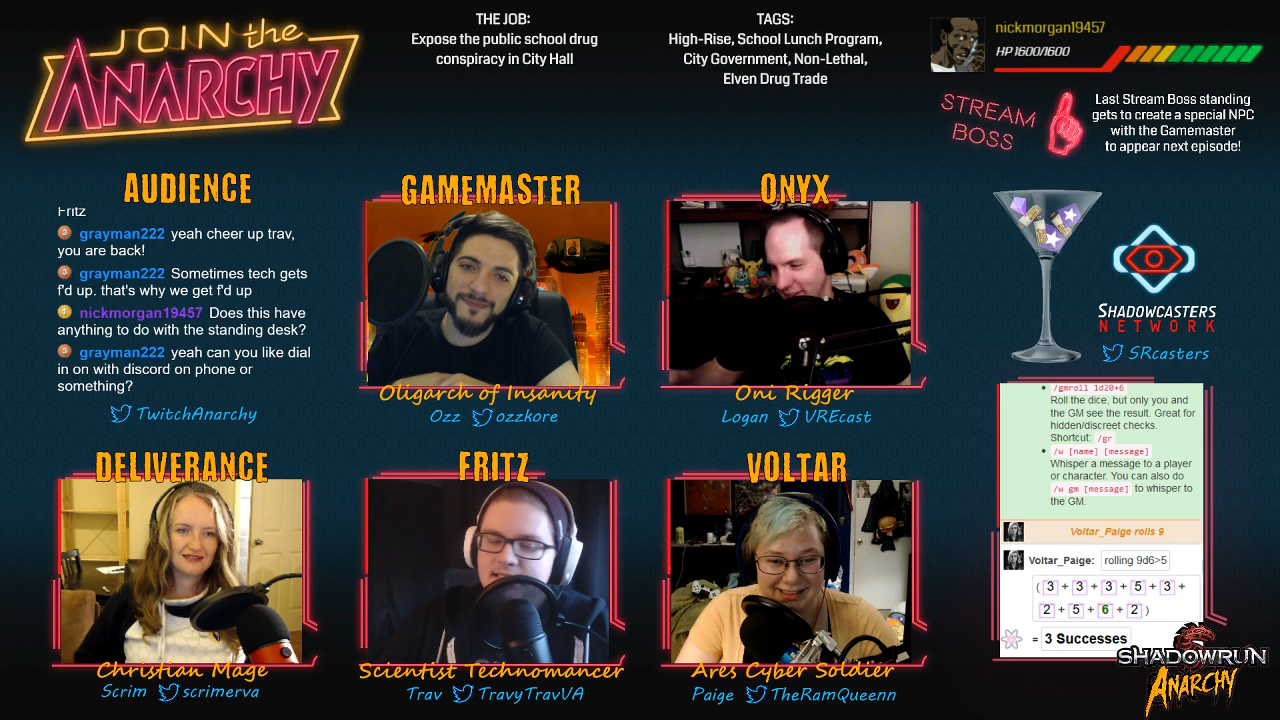 JOIN the
ANARCHY
THE JOB:
Expose the public school drug
conspiracy in City Hall
TAGS:
High-Rise, School Lunch Program,
City Government, Non-Lethal,
Elven Drug Trade
nickmorgan19457
HP 1600/1600
STREAM
BOSS
Last Stream Boss standing
gets to create a special NPC
with the Gamemaster
to appear next episode!
AUDIENCE
Fritz
grayman222 yeah cheer up trav,
you are back!
grayman222 Sometimes tech gets
f'd up. that's why we get f'd up
nickmorgan19457 Does this have
anything to do with the standing desk?
grayman222 yeah can you like dial
in on with discord on phone or
something?
TwitchAnarchy
GAMEMASTER
Oligarch of Insanity
Ozz ozzkore
ONYX
Oni Rigger
Logan VREcast
SHADOWCASTERS
NETWORK
SRcasters
DELIVERANCE
Christian Mage
Scrim scrimerva
FRITZ
Scientist Technomancer
Trav TravyTravVA
VOLTAR
Ares Cyber Soldier
Paige TheRamQueenn
/gmroll 1d20+6
Roll the dice, but only you and
the GM see the result. Great for
hidden/discreet checks.
Shortcut: /gr
/w [name] [message]
Whisper a message to a player
or character. You can also do
/w gm [message] to whisper to
the GM.
Voltar_Paige rolls 9
Voltar_Paige: rolling 9d6>5
( 3 + 3 + 3 + 5 + 3 +
2 + 5 + 6 + 2 )
= 3 Successes
SHADOWRUN
ANARCHY